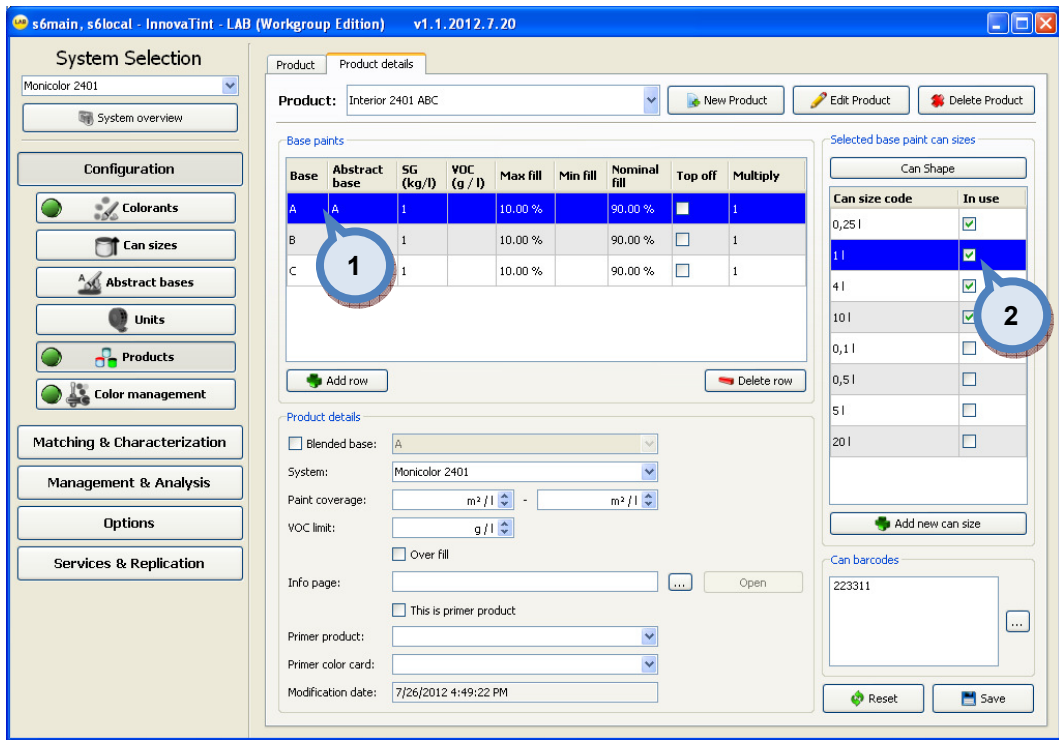 s6main, s6local - InnovaTint - LAB (Workgroup Edition) v1.1.2012.7.20
System Selection
Monicolor 2401
System overview
Configuration
Colorants
Can sizes
Abstract bases
Units
Products
Color management
Matching & Characterization
Management & Analysis
Options
Services & Replication
Product Product details
Product: Interior 2401 ABC New Product Edit Product Delete Product
Base paints
Base Abstract base SG (kg/l) VOC (g / l) Max fill Min fill Nominal fill Top off Multiply
A A 1 10.00 % 90.00 % 1
B 1 10.00 % 90.00 % 1
C 1 10.00 % 90.00 % 1
1
Add row Delete row
Product details
Blended base: A
System: Monicolor 2401
Paint coverage: m² / l - m² / l
VOC limit: g / l
Over fill
Info page: ... Open
This is primer product
Primer product:
Primer color card:
Modification date: 7/26/2012 4:49:22 PM
Selected base paint can sizes
Can Shape
Can size code In use
0,25 l
1 l
4 l
10 l
0,1 l
0,5 l
5 l
20 l
2
Add new can size
Can barcodes
223311
...
Reset Save